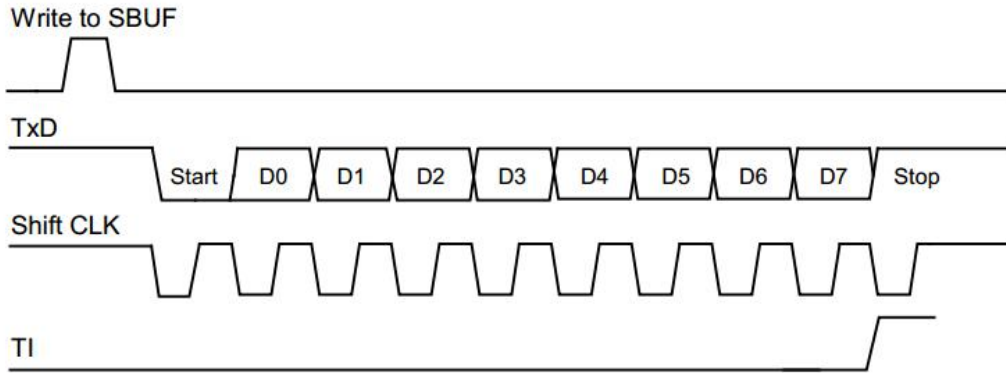 Write to SBUF
TxD
Start D0 D1 D2 D3 D4 D5 D6 D7 Stop
Shift CLK
TI